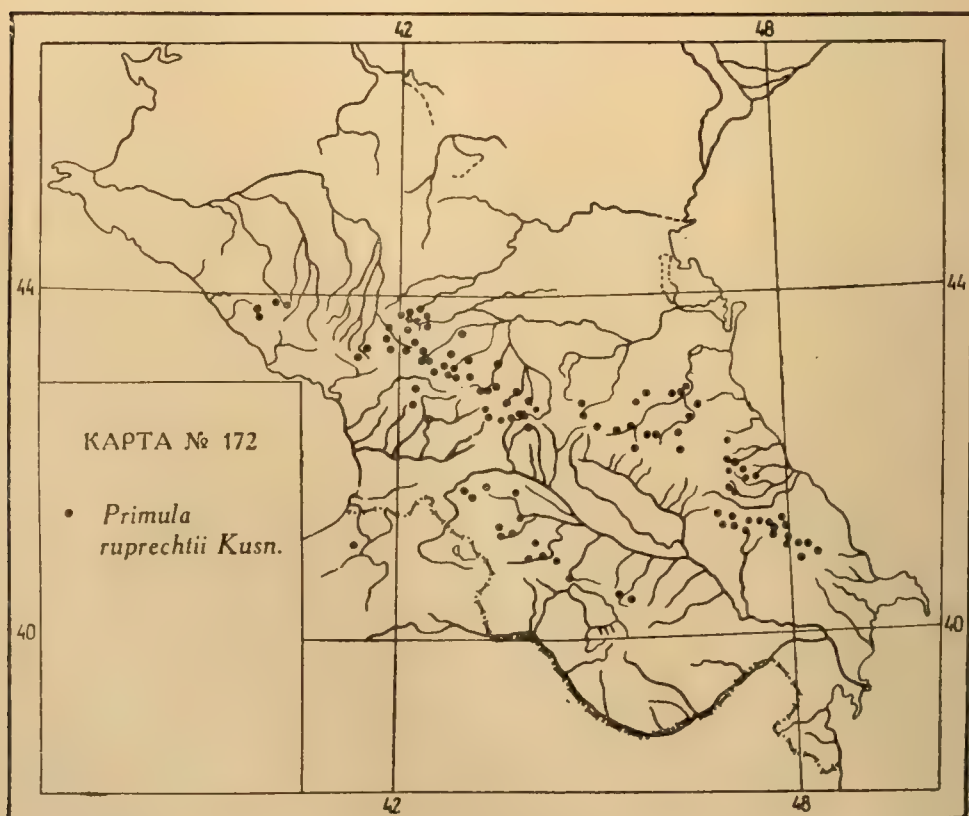 42 48
44 44
КАРТА № 172
Primula
ruprechtii Kusn.
40 40
42 48